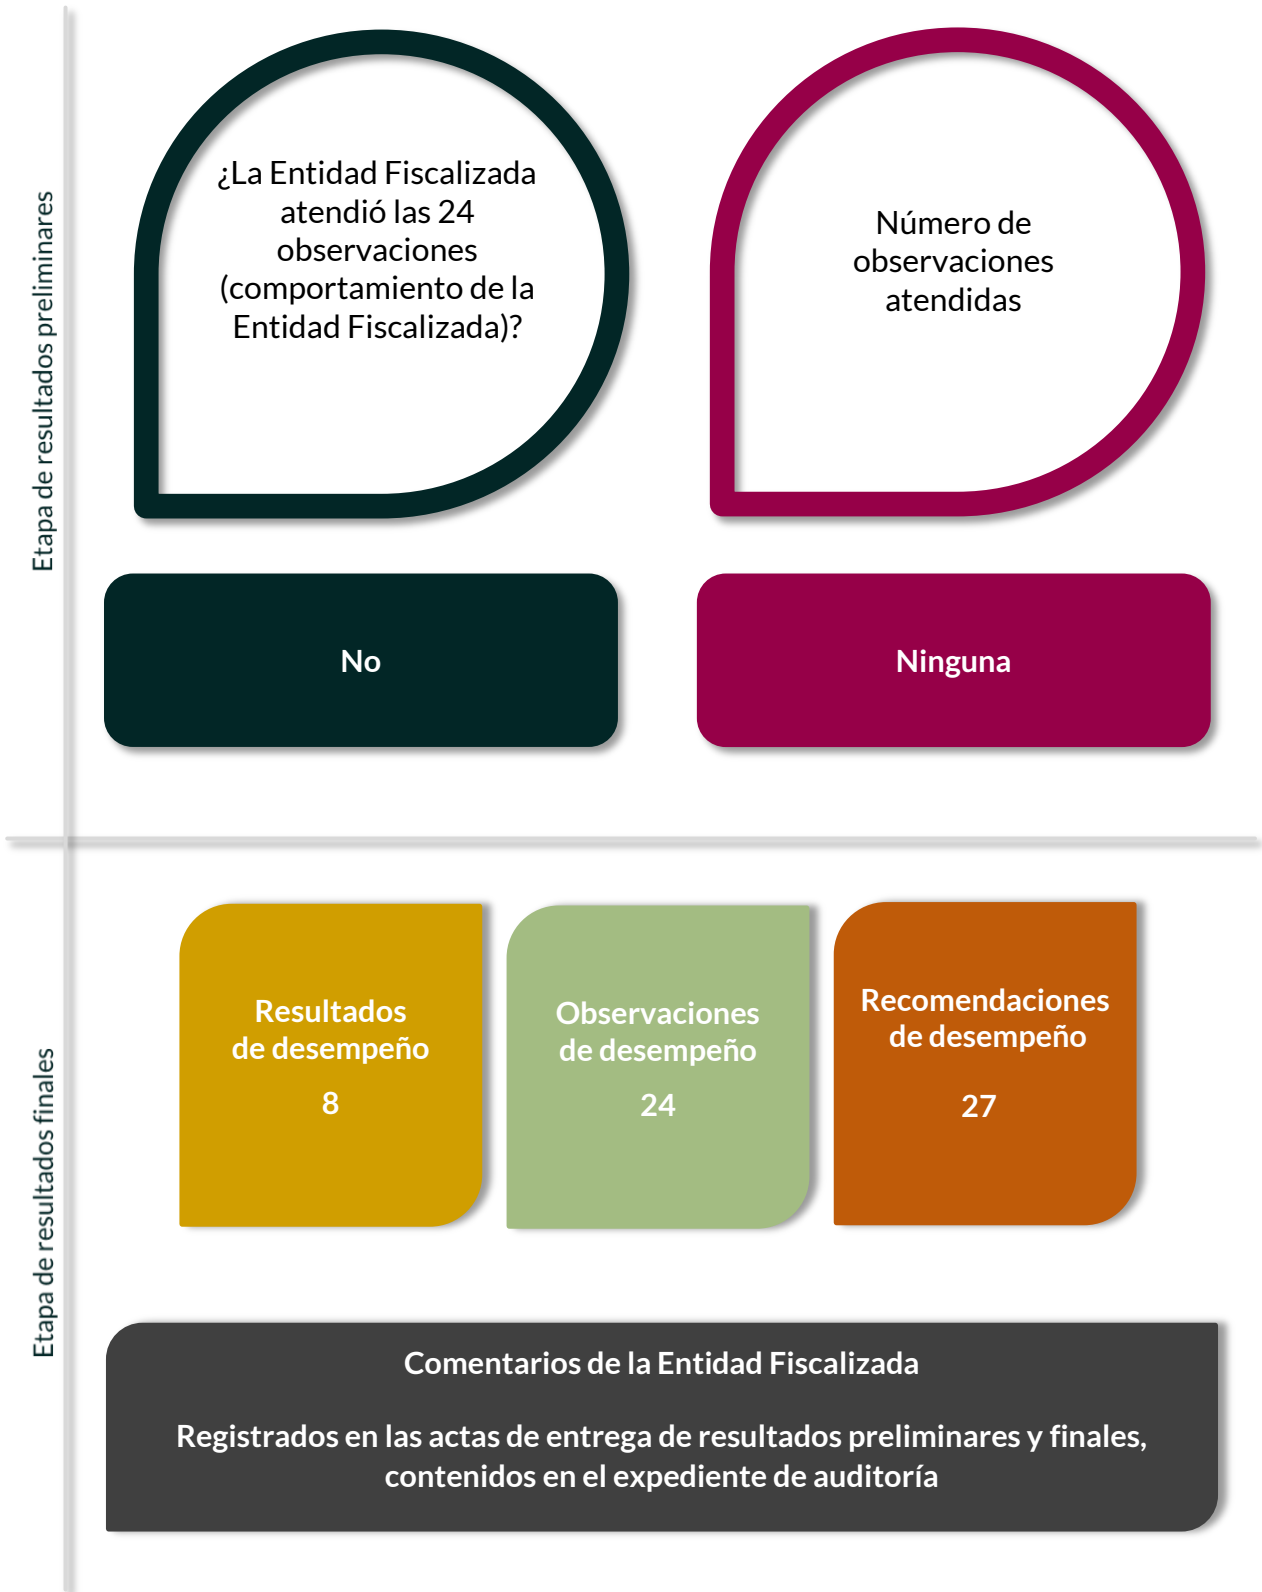 Etapa de resultados preliminares
¿La Entidad Fiscalizada
atendió las 24
observaciones
(comportamiento de la
Entidad Fiscalizada)?
Número de
observaciones
atendidas
No
Ninguna
Etapa de resultados finales
Resultados
de desempeño
8
Observaciones
de desempeño
24
Recomendaciones
de desempeño
27
Comentarios de la Entidad Fiscalizada
Registrados en las actas de entrega de resultados preliminares y finales,
contenidos en el expediente de auditoría